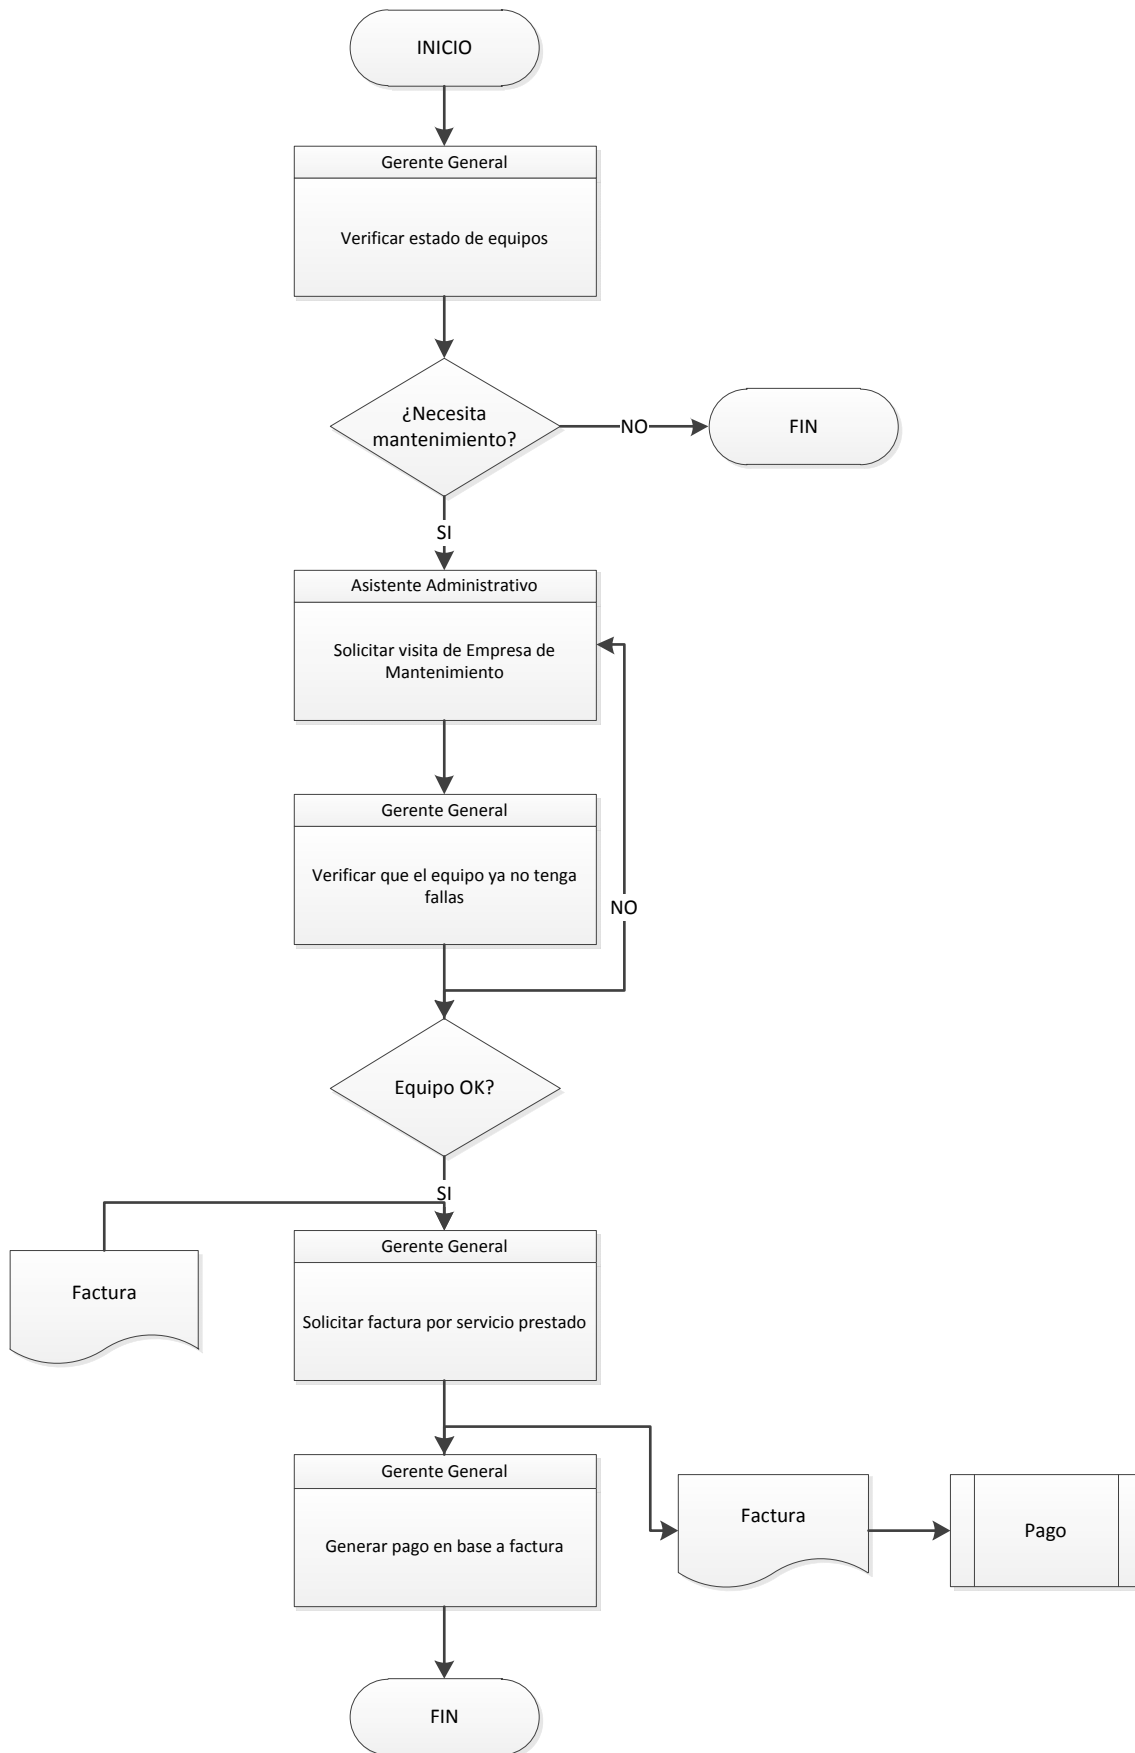 INICIO
Gerente General
Verificar estado de equipos
¿Necesita
mantenimiento?
NO
FIN
SI
Asistente Administrativo
Solicitar visita de Empresa de
Mantenimiento
Gerente General
Verificar que el equipo ya no tenga
fallas
NO
Equipo OK?
SI
Gerente General
Factura
Solicitar factura por servicio prestado
Gerente General
Generar pago en base a factura
Factura
Pago
FIN